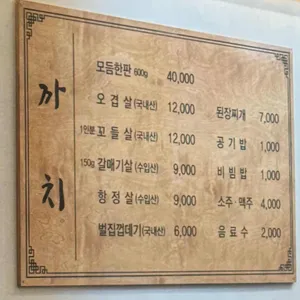 까치
모듬한판 600g 40,000
오겹살(국내산) 12,000
1인분 꼬들살(국내산) 12,000
150g 갈매기살(수입산) 9,000
항정살(수입산) 9,000
벌집껍데기(국내산) 6,000
된장찌개 7,000
공기밥 1,000
비빔밥 1,000
소주·맥주 4,000
음료수 2,000